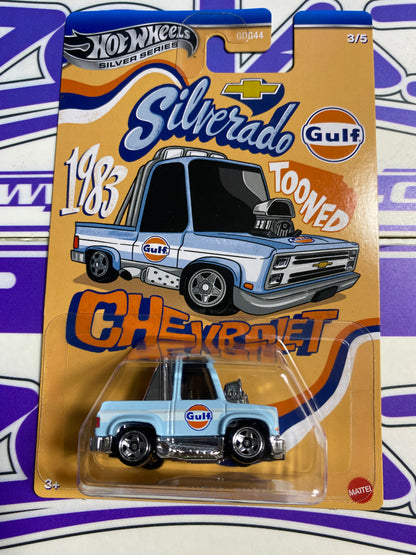 Hot Wheels
SILVER SERIES
GDG44
3/5
Silverado
Gulf
1983
TOONED
Gulf
CHEVROLET
Gulf
3+
MATTEL